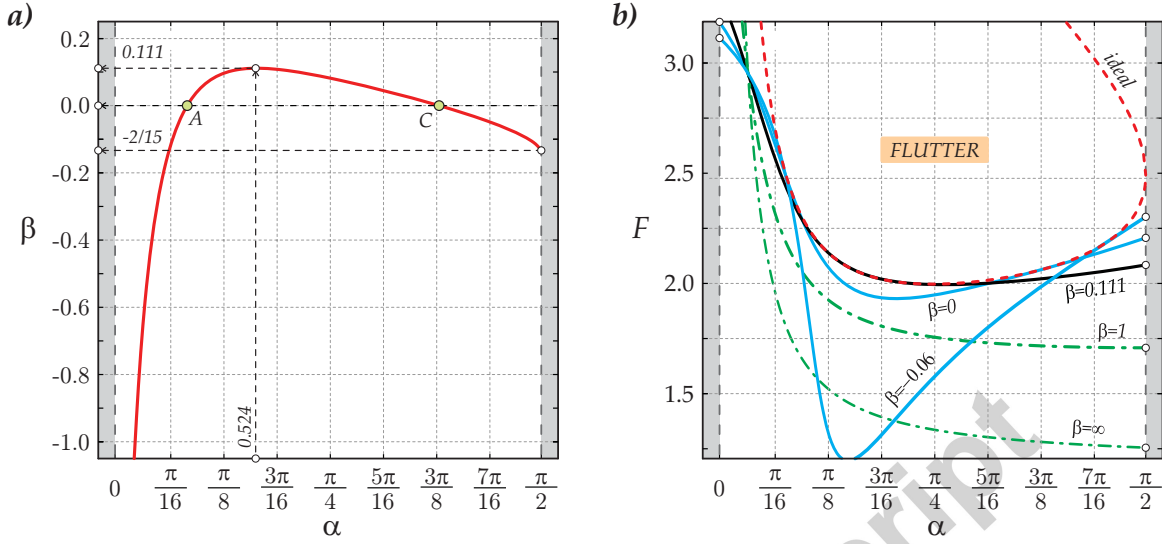 a)
0.2
0.0
-0.2
-0.4
-0.6
-0.8
-1.0
β
0.111
-2/15
A
C
0.524
0
π/16
π/8
3π/16
π/4
5π/16
3π/8
7π/16
π/2
α
b)
3.0
2.5
2.0
1.5
F
ideal
FLUTTER
β=0
β=0.111
β=1
β=-0.06
β=∞
0
π/16
π/8
3π/16
π/4
5π/16
3π/8
7π/16
π/2
α
ript